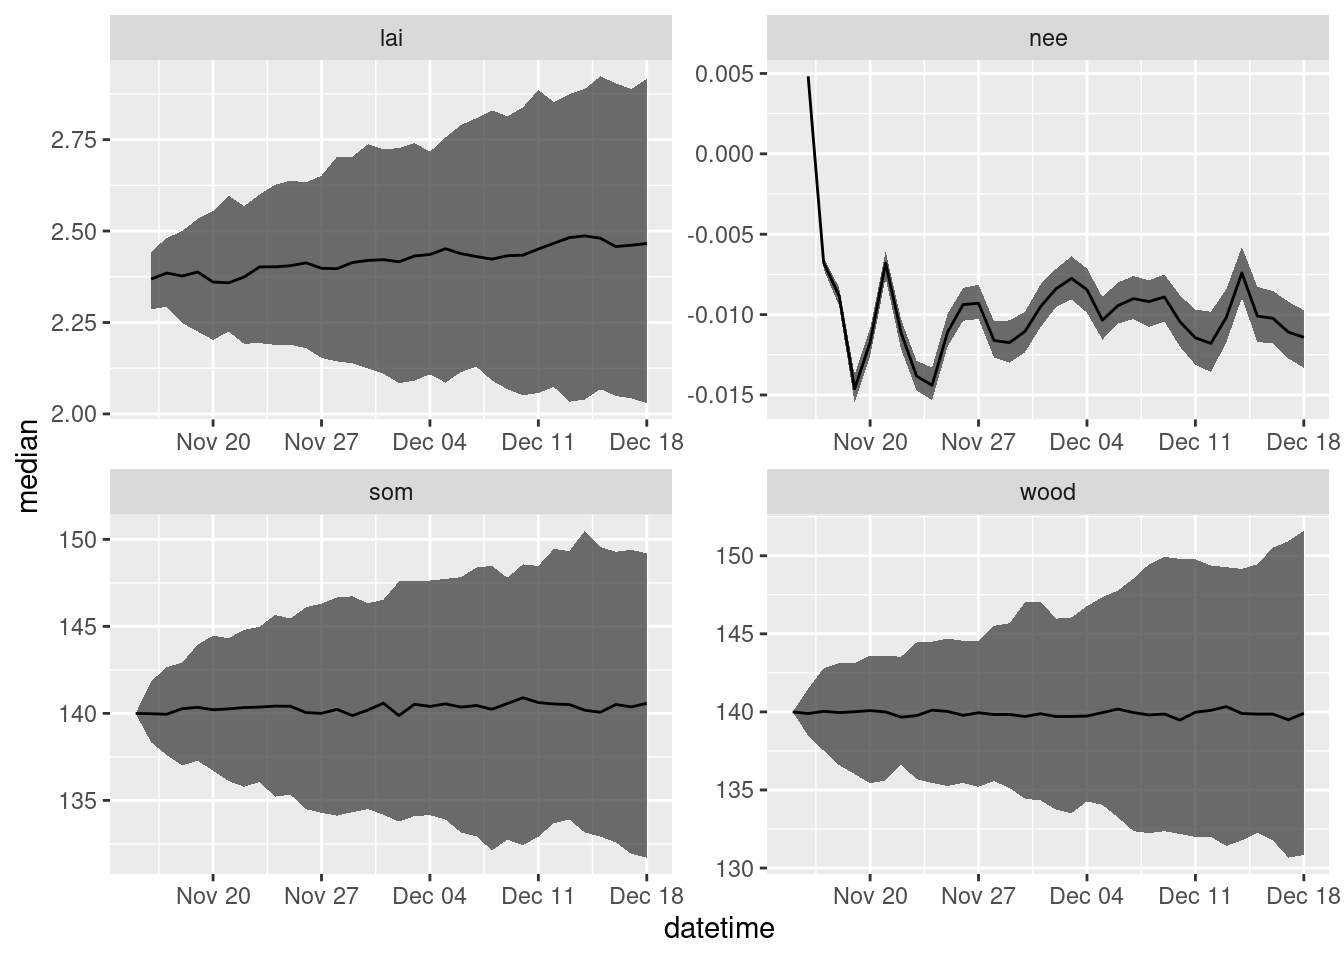 lai
nee
2.75
2.50
2.25
2.00
0.005
0.000
-0.005
-0.010
-0.015
Nov 20 Nov 27 Dec 04 Dec 11 Dec 18
Nov 20 Nov 27 Dec 04 Dec 11 Dec 18
median
som
wood
150
145
140
135
150
145
140
135
130
Nov 20 Nov 27 Dec 04 Dec 11 Dec 18
Nov 20 Nov 27 Dec 04 Dec 11 Dec 18
datetime